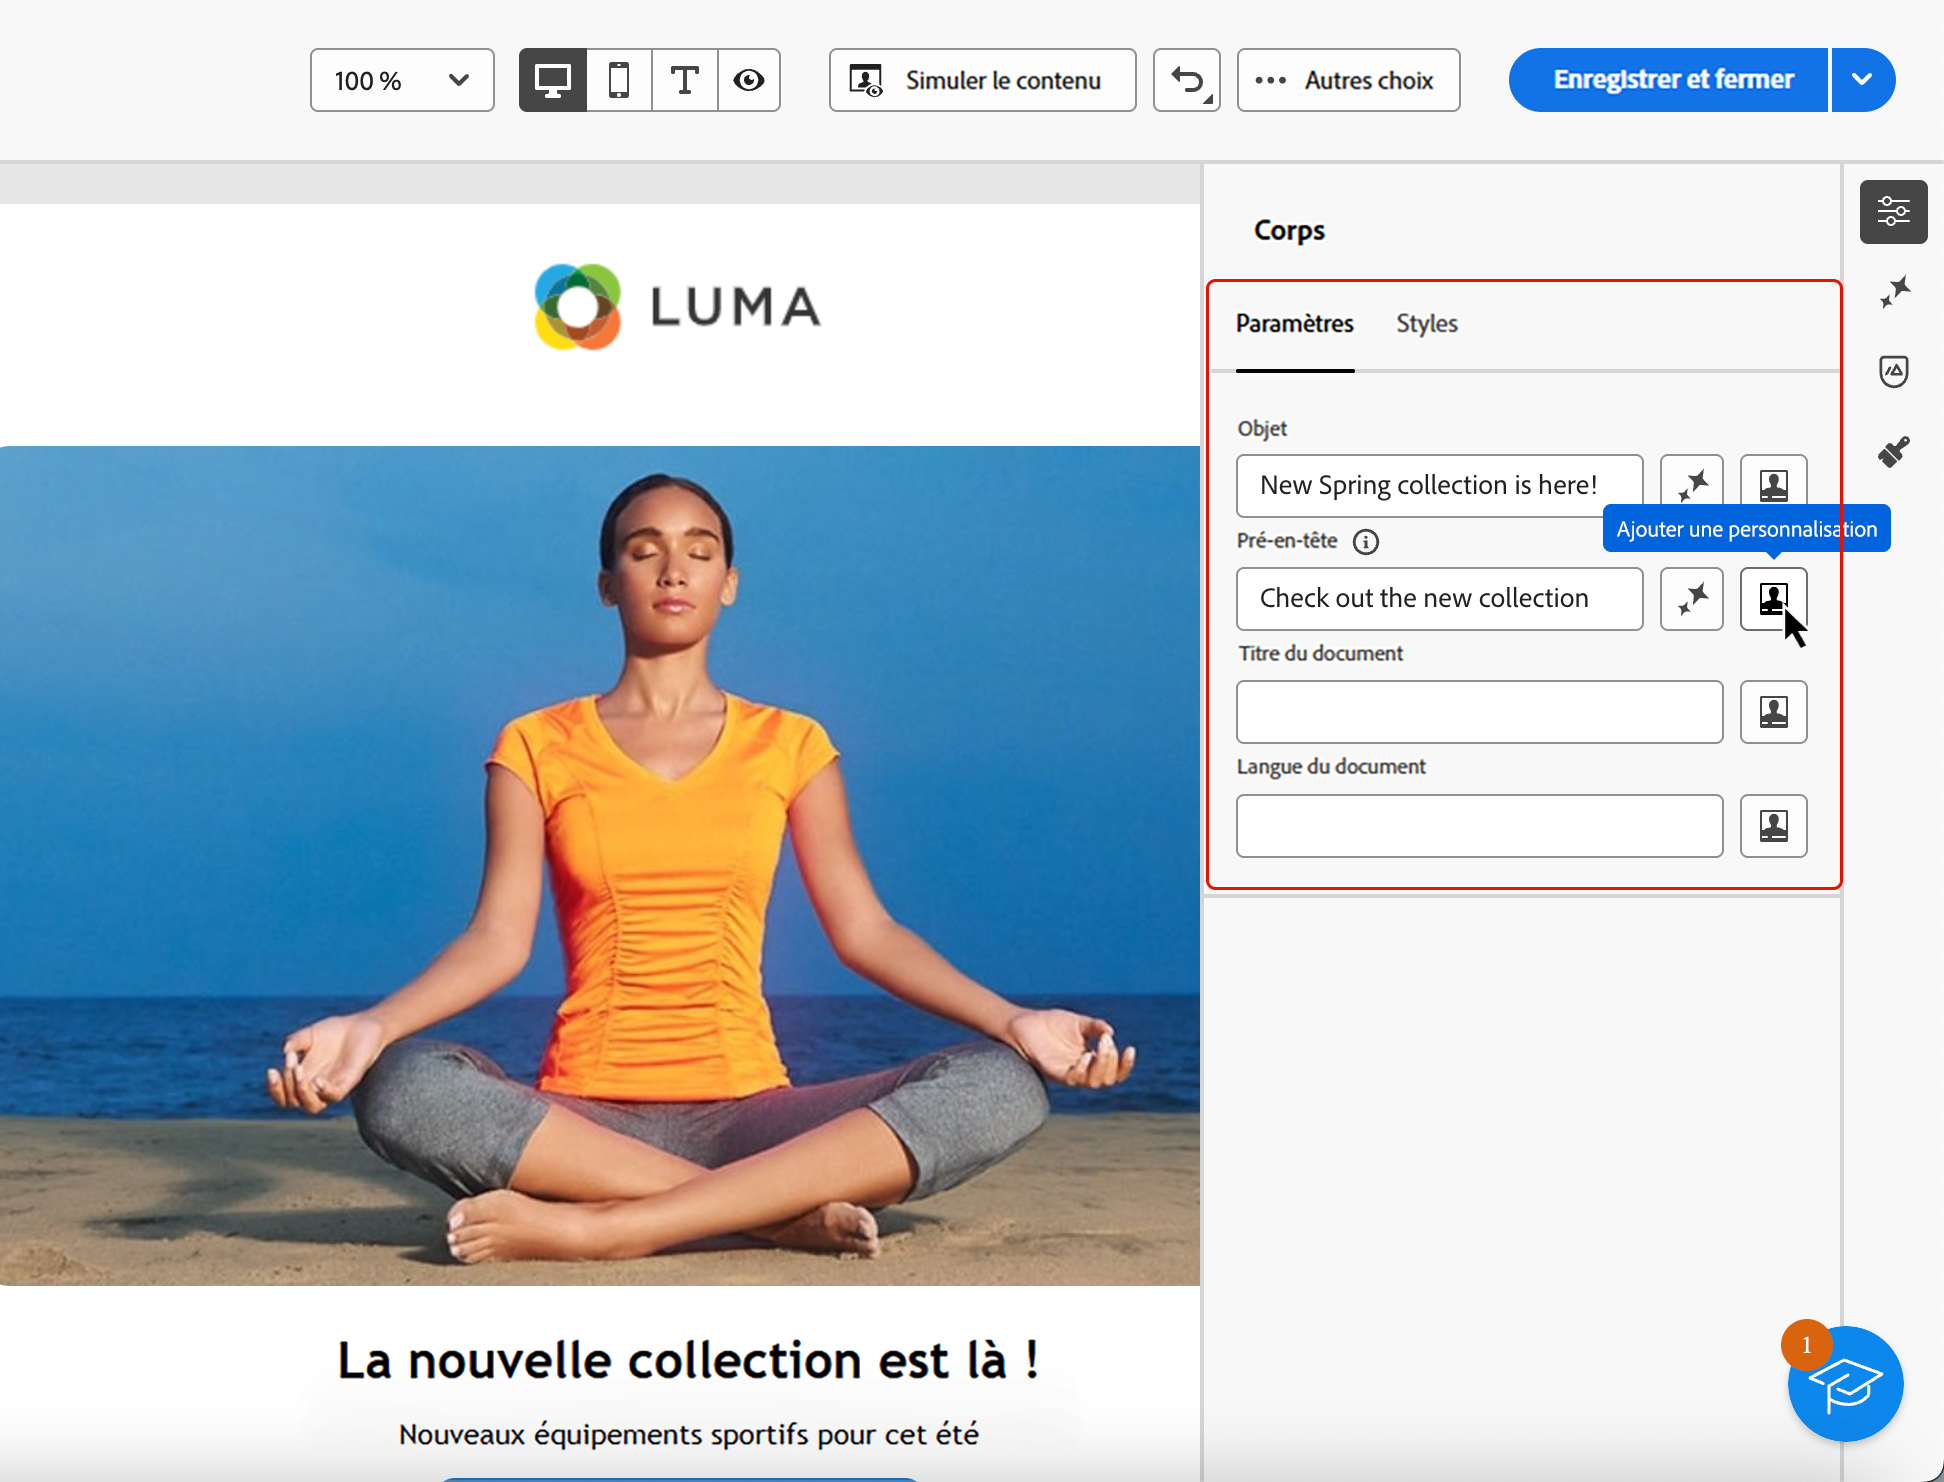 100 %
Simuler le contenu
Autres choix
Enregistrer et fermer
LUMA
Corps
Paramètres
Styles
Objet
New Spring collection is here!
Ajouter une personnalisation
Pré-en-tête
Check out the new collection
Titre du document
Langue du document
La nouvelle collection est là !
Nouveaux équipements sportifs pour cet été
1